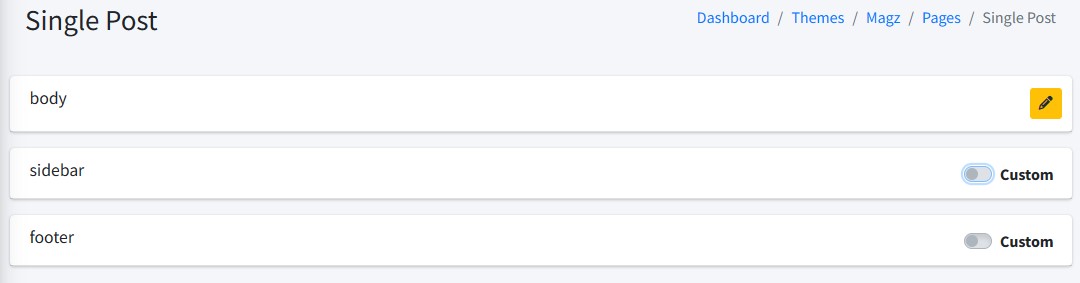 Single Post
Dashboard / Themes / Magz / Pages / Single Post
body
sidebar
Custom
footer
Custom